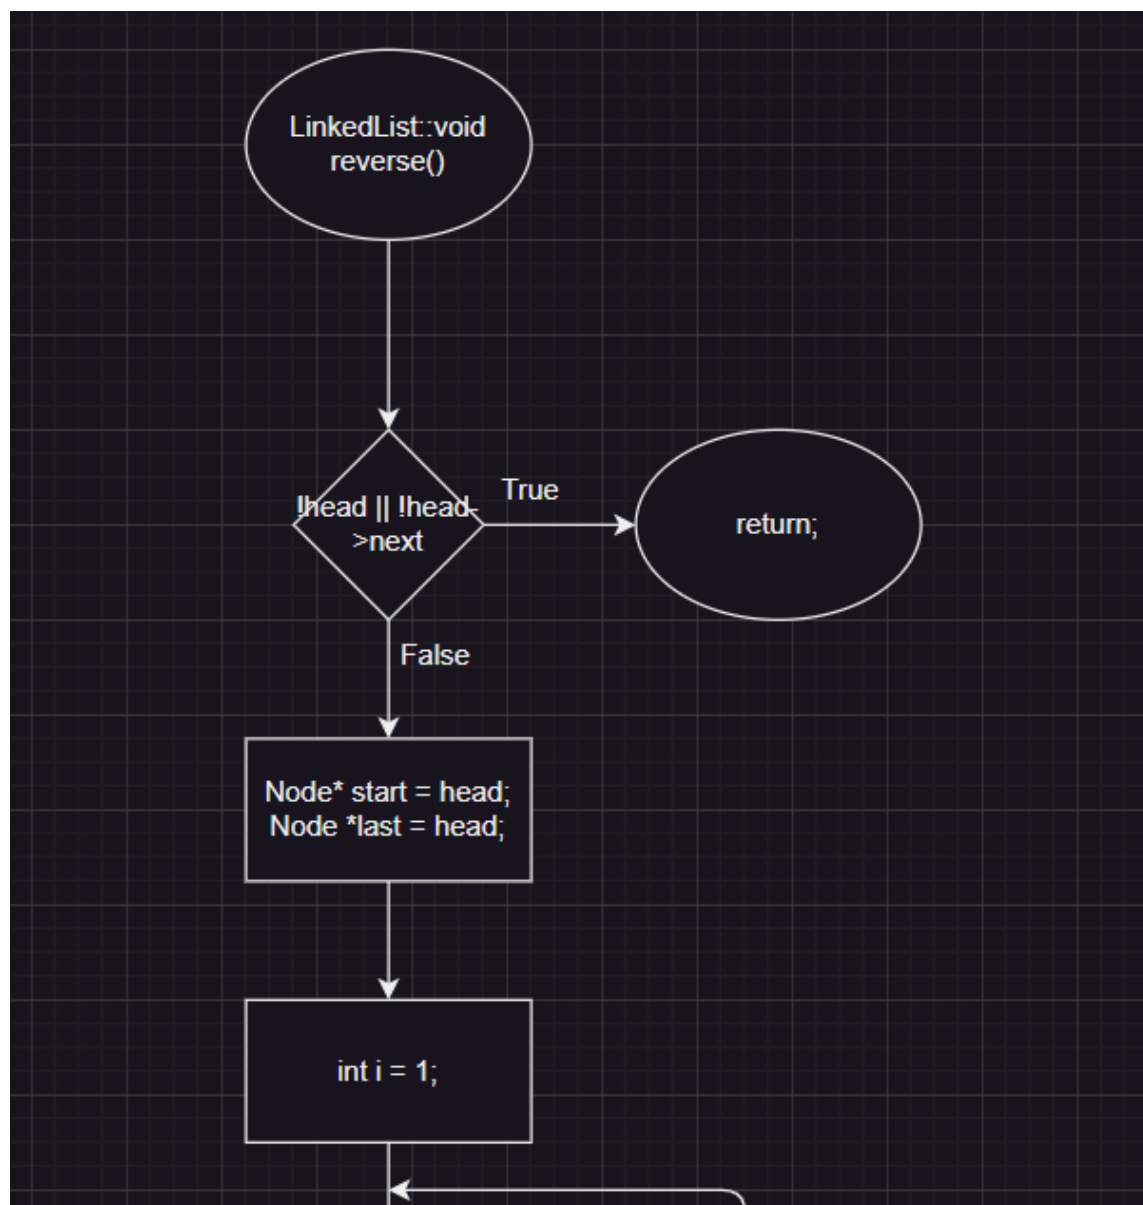 LinkedList::void
reverse()
!head || !head-
>next
True
return;
False
Node* start = head;
Node *last = head;
int i = 1;